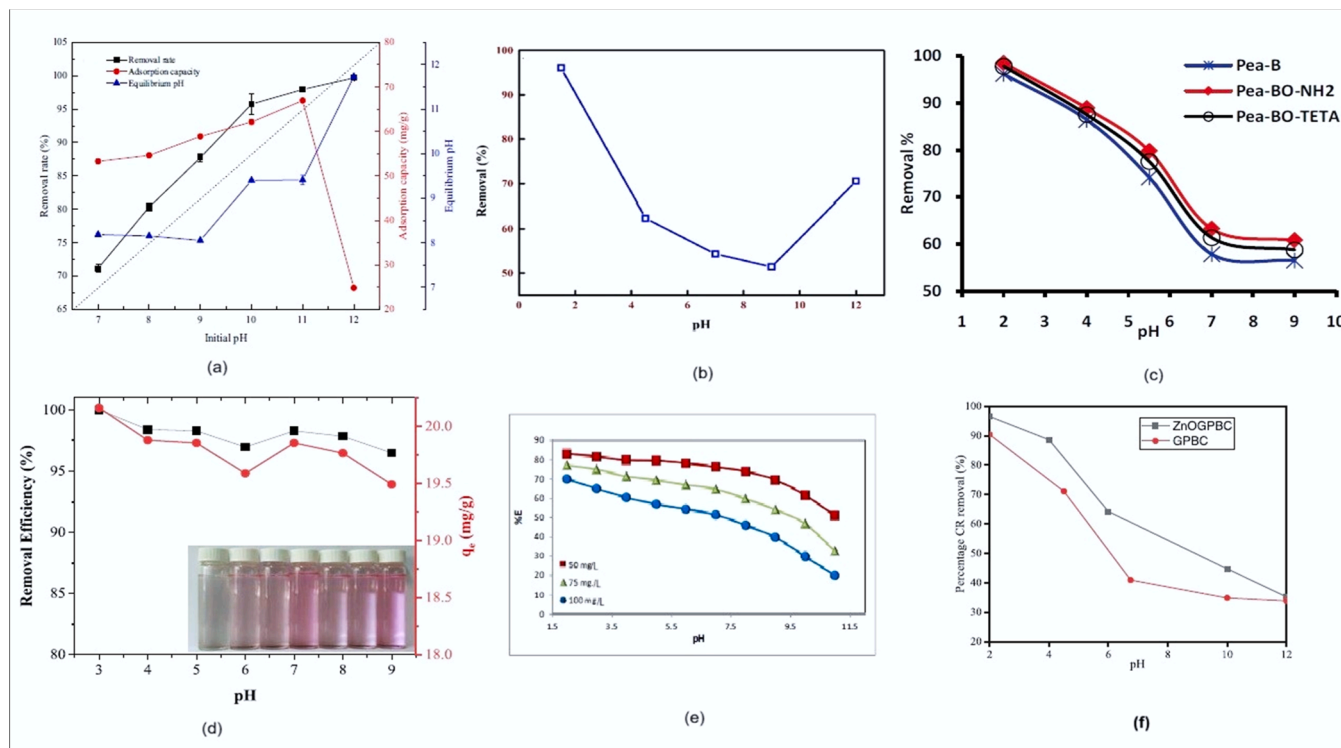 105
100
95
90
85
80
75
70
65
Removal rate (%)
Removal rate
Adsorption capacity
Equilibrium pH
80
70
60
50
40
30
20
Adsorption capacity (mg/g)
12
11
10
9
8
7
Equilibrium pH
7 8 9 10 11 12
Initial pH
(a)
100
90
80
70
60
50
Removal (%)
0 2 4 6 8 10 12
pH
(b)
100
90
80
70
60
50
Removal %
Pea-B
Pea-BO-NH2
Pea-BO-TETA
1 2 3 4 5 6 7 8 9 10
pH
(c)
100
95
90
85
80
Removal Efficiency (%)
20.0
19.5
19.0
18.5
18.0
qe (mg/g)
3 4 5 6 7 8 9
pH
(d)
90
80
70
60
50
40
30
20
10
0
%E
50 mg/L
75 mg/L
100 mg/L
1.5 3.5 5.5 7.5 9.5 11.5
pH
(e)
100
90
80
70
60
50
40
30
20
Percentage CR removal (%)
ZnOGPBC
GPBC
2 4 6 8 10 12
pH
(f)